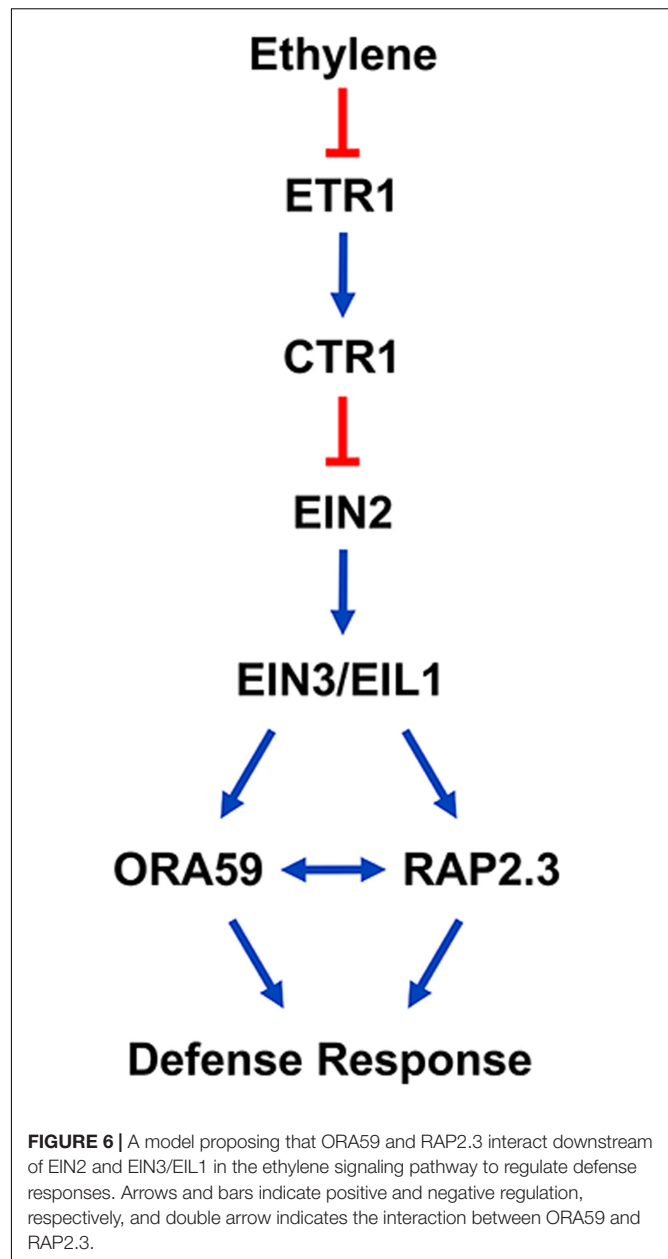 Ethylene
ETR1
CTR1
EIN2
EIN3/EIL1
ORA59 RAP2.3
Defense Response
FIGURE 6 | A model proposing that ORA59 and RAP2.3 interact downstream
of EIN2 and EIN3/EIL1 in the ethylene signaling pathway to regulate defense
responses. Arrows and bars indicate positive and negative regulation,
respectively, and double arrow indicates the interaction between ORA59 and
RAP2.3.